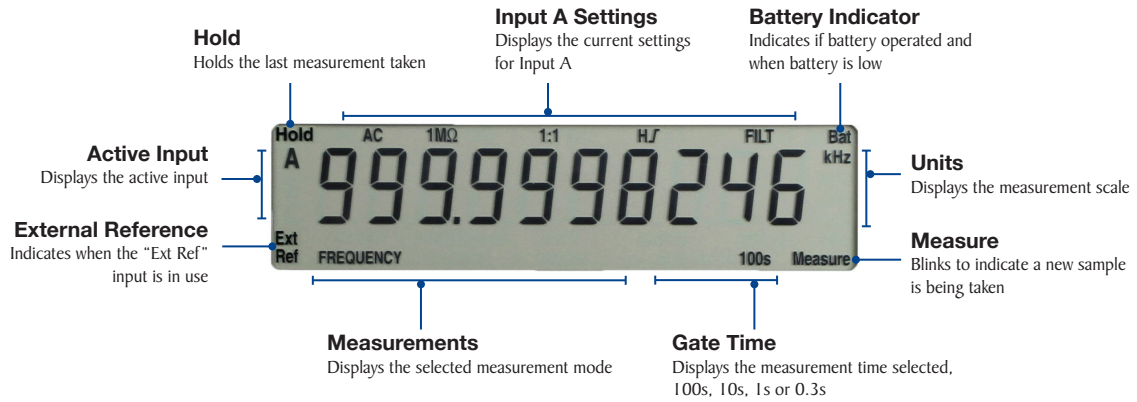 Hold
Holds the last measurement taken
Input A Settings
Displays the current settings
for Input A
Battery Indicator
Indicates if battery operated and
when battery is low
Active Input
Displays the active input
External Reference
Indicates when the “Ext Ref”
input is in use
Hold AC 1MΩ 1:1 H⎍ FILT Bat
A 999.9998246 kHz
Ext
Ref FREQUENCY 100s Measure
Units
Displays the measurement scale
Measure
Blinks to indicate a new sample
is being taken
Measurements
Displays the selected measurement mode
Gate Time
Displays the measurement time selected,
100s, 10s, 1s or 0.3s